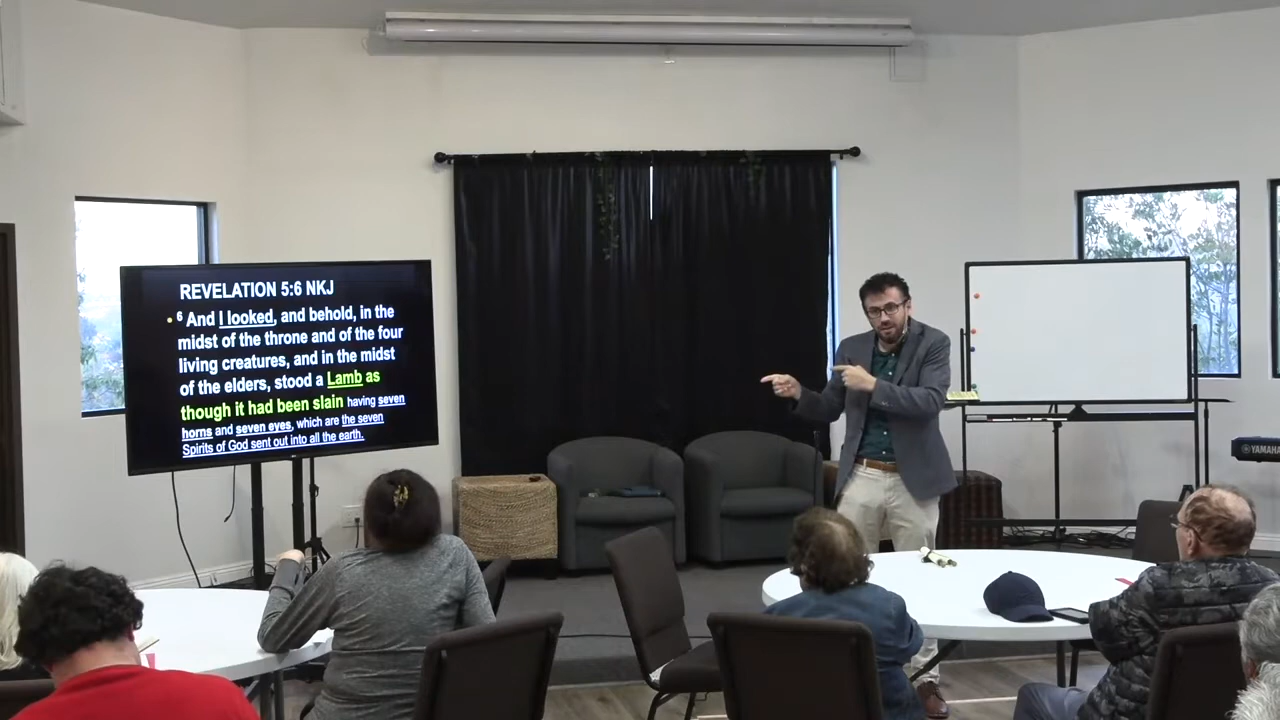 REVELATION 5:6 NKJ
• 6 And I looked, and behold, in the
midst of the throne and of the four
living creatures, and in the midst
of the elders, stood a Lamb as
though it had been slain having seven
horns and seven eyes, which are the seven
Spirits of God sent out into all the earth.
YAMAHA